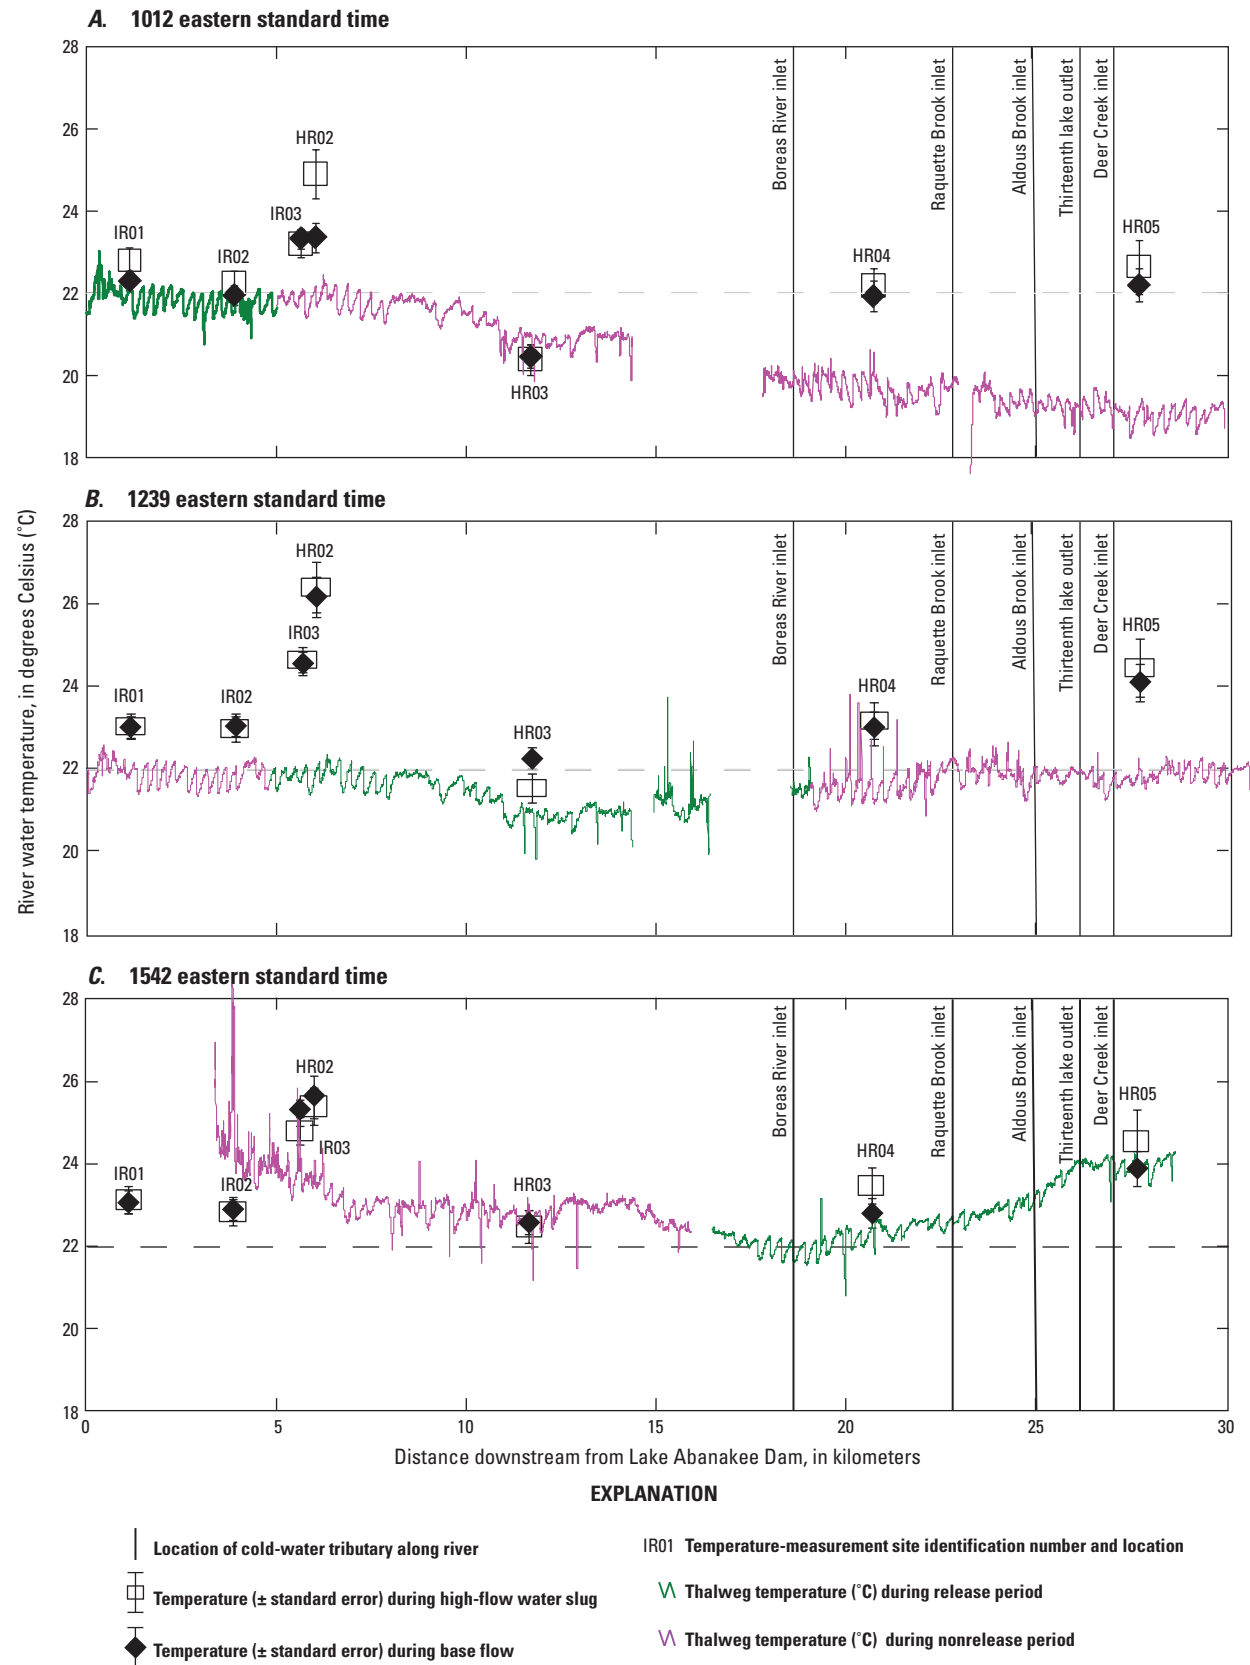 A. 1012 eastern standard time
28
26
24
22
20
18
IR01
IR02
IR03
HR02
HR03
HR04
HR05
Boreas River inlet
Raquette Brook inlet
Aldous Brook inlet
Thirteenth lake outlet
Deer Creek inlet
B. 1239 eastern standard time
28
26
24
22
20
18
IR01
IR02
IR03
HR02
HR03
HR04
HR05
Boreas River inlet
Raquette Brook inlet
Aldous Brook inlet
Thirteenth lake outlet
Deer Creek inlet
River water temperature, in degrees Celsius (˚C)
C. 1542 eastern standard time
28
26
24
22
20
18
IR01
IR02
HR02
IR03
HR03
HR04
HR05
Boreas River inlet
Raquette Brook inlet
Aldous Brook inlet
Thirteenth lake outlet
Deer Creek inlet
0 5 10 15 20 25 30
Distance downstream from Lake Abanakee Dam, in kilometers
EXPLANATION
Location of cold-water tributary along river
Temperature (± standard error) during high-flow water slug
Temperature (± standard error) during base flow
IR01 Temperature-measurement site identification number and location
Thalweg temperature (˚C) during release period
Thalweg temperature (˚C) during nonrelease period